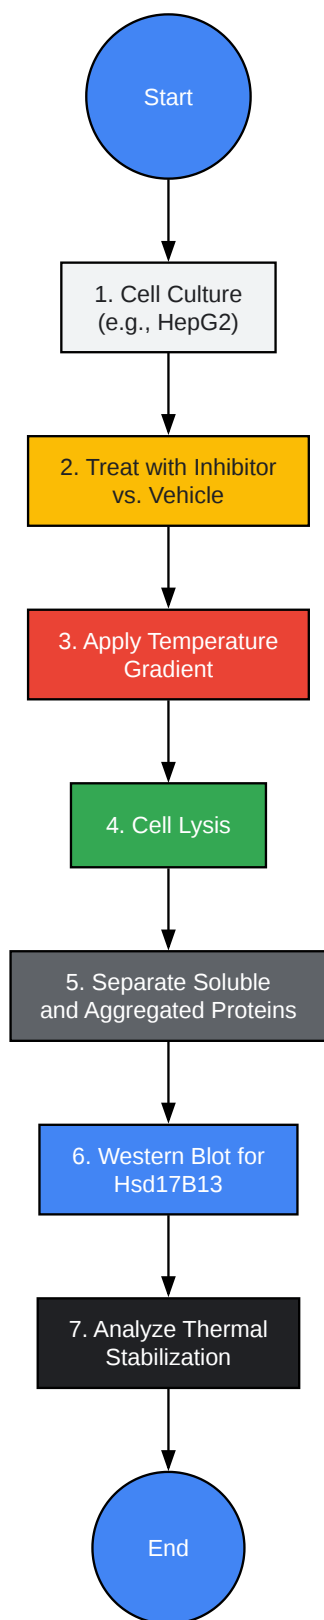 Start
1. Cell Culture
(e.g., HepG2)
2. Treat with Inhibitor
vs. Vehicle
3. Apply Temperature
Gradient
4. Cell Lysis
5. Separate Soluble
and Aggregated Proteins
6. Western Blot for
Hsd17B13
7. Analyze Thermal
Stabilization
End